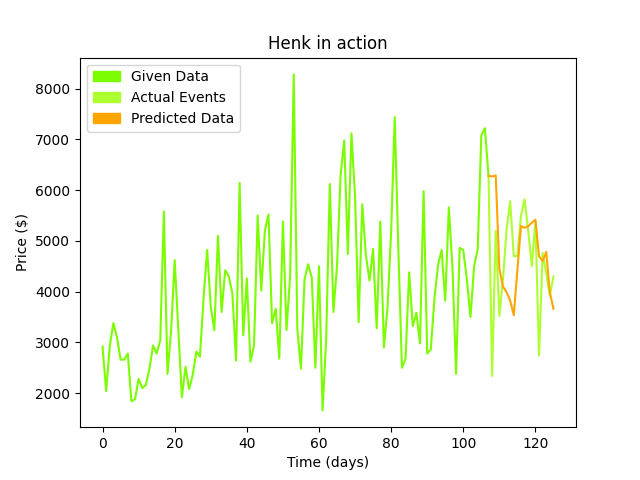 Henk in action
Given Data
Actual Events
Predicted Data
Price ($)
8000
7000
6000
5000
4000
3000
2000
0 20 40 60 80 100 120
Time (days)